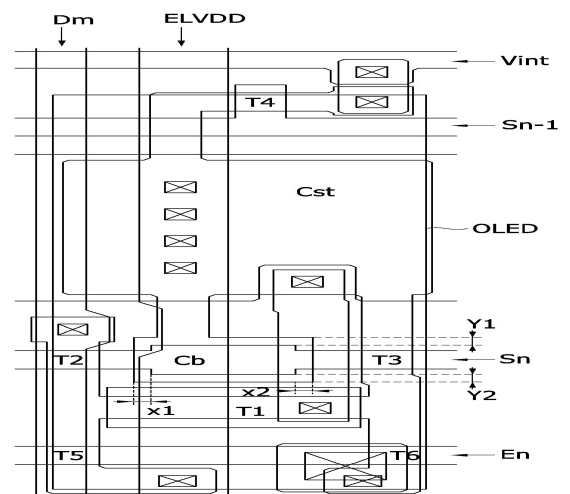 Dm
ELVDD
Vint
T4
Sn-1
Cst
OLED
Y1
T2
Cb
T3
Sn
x2
Y2
x1
T1
T5
T6
En